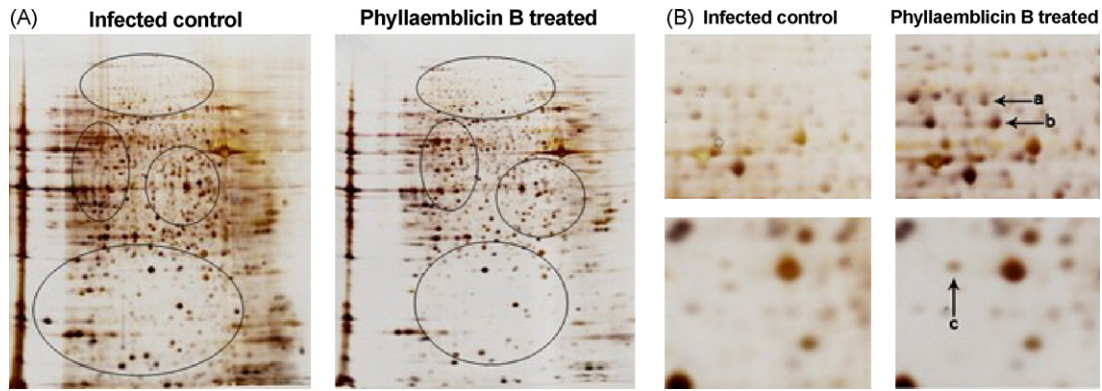 (A)
Infected control
Phyllaemblicin B treated
(B)
Infected control
Phyllaemblicin B treated
a
b
c